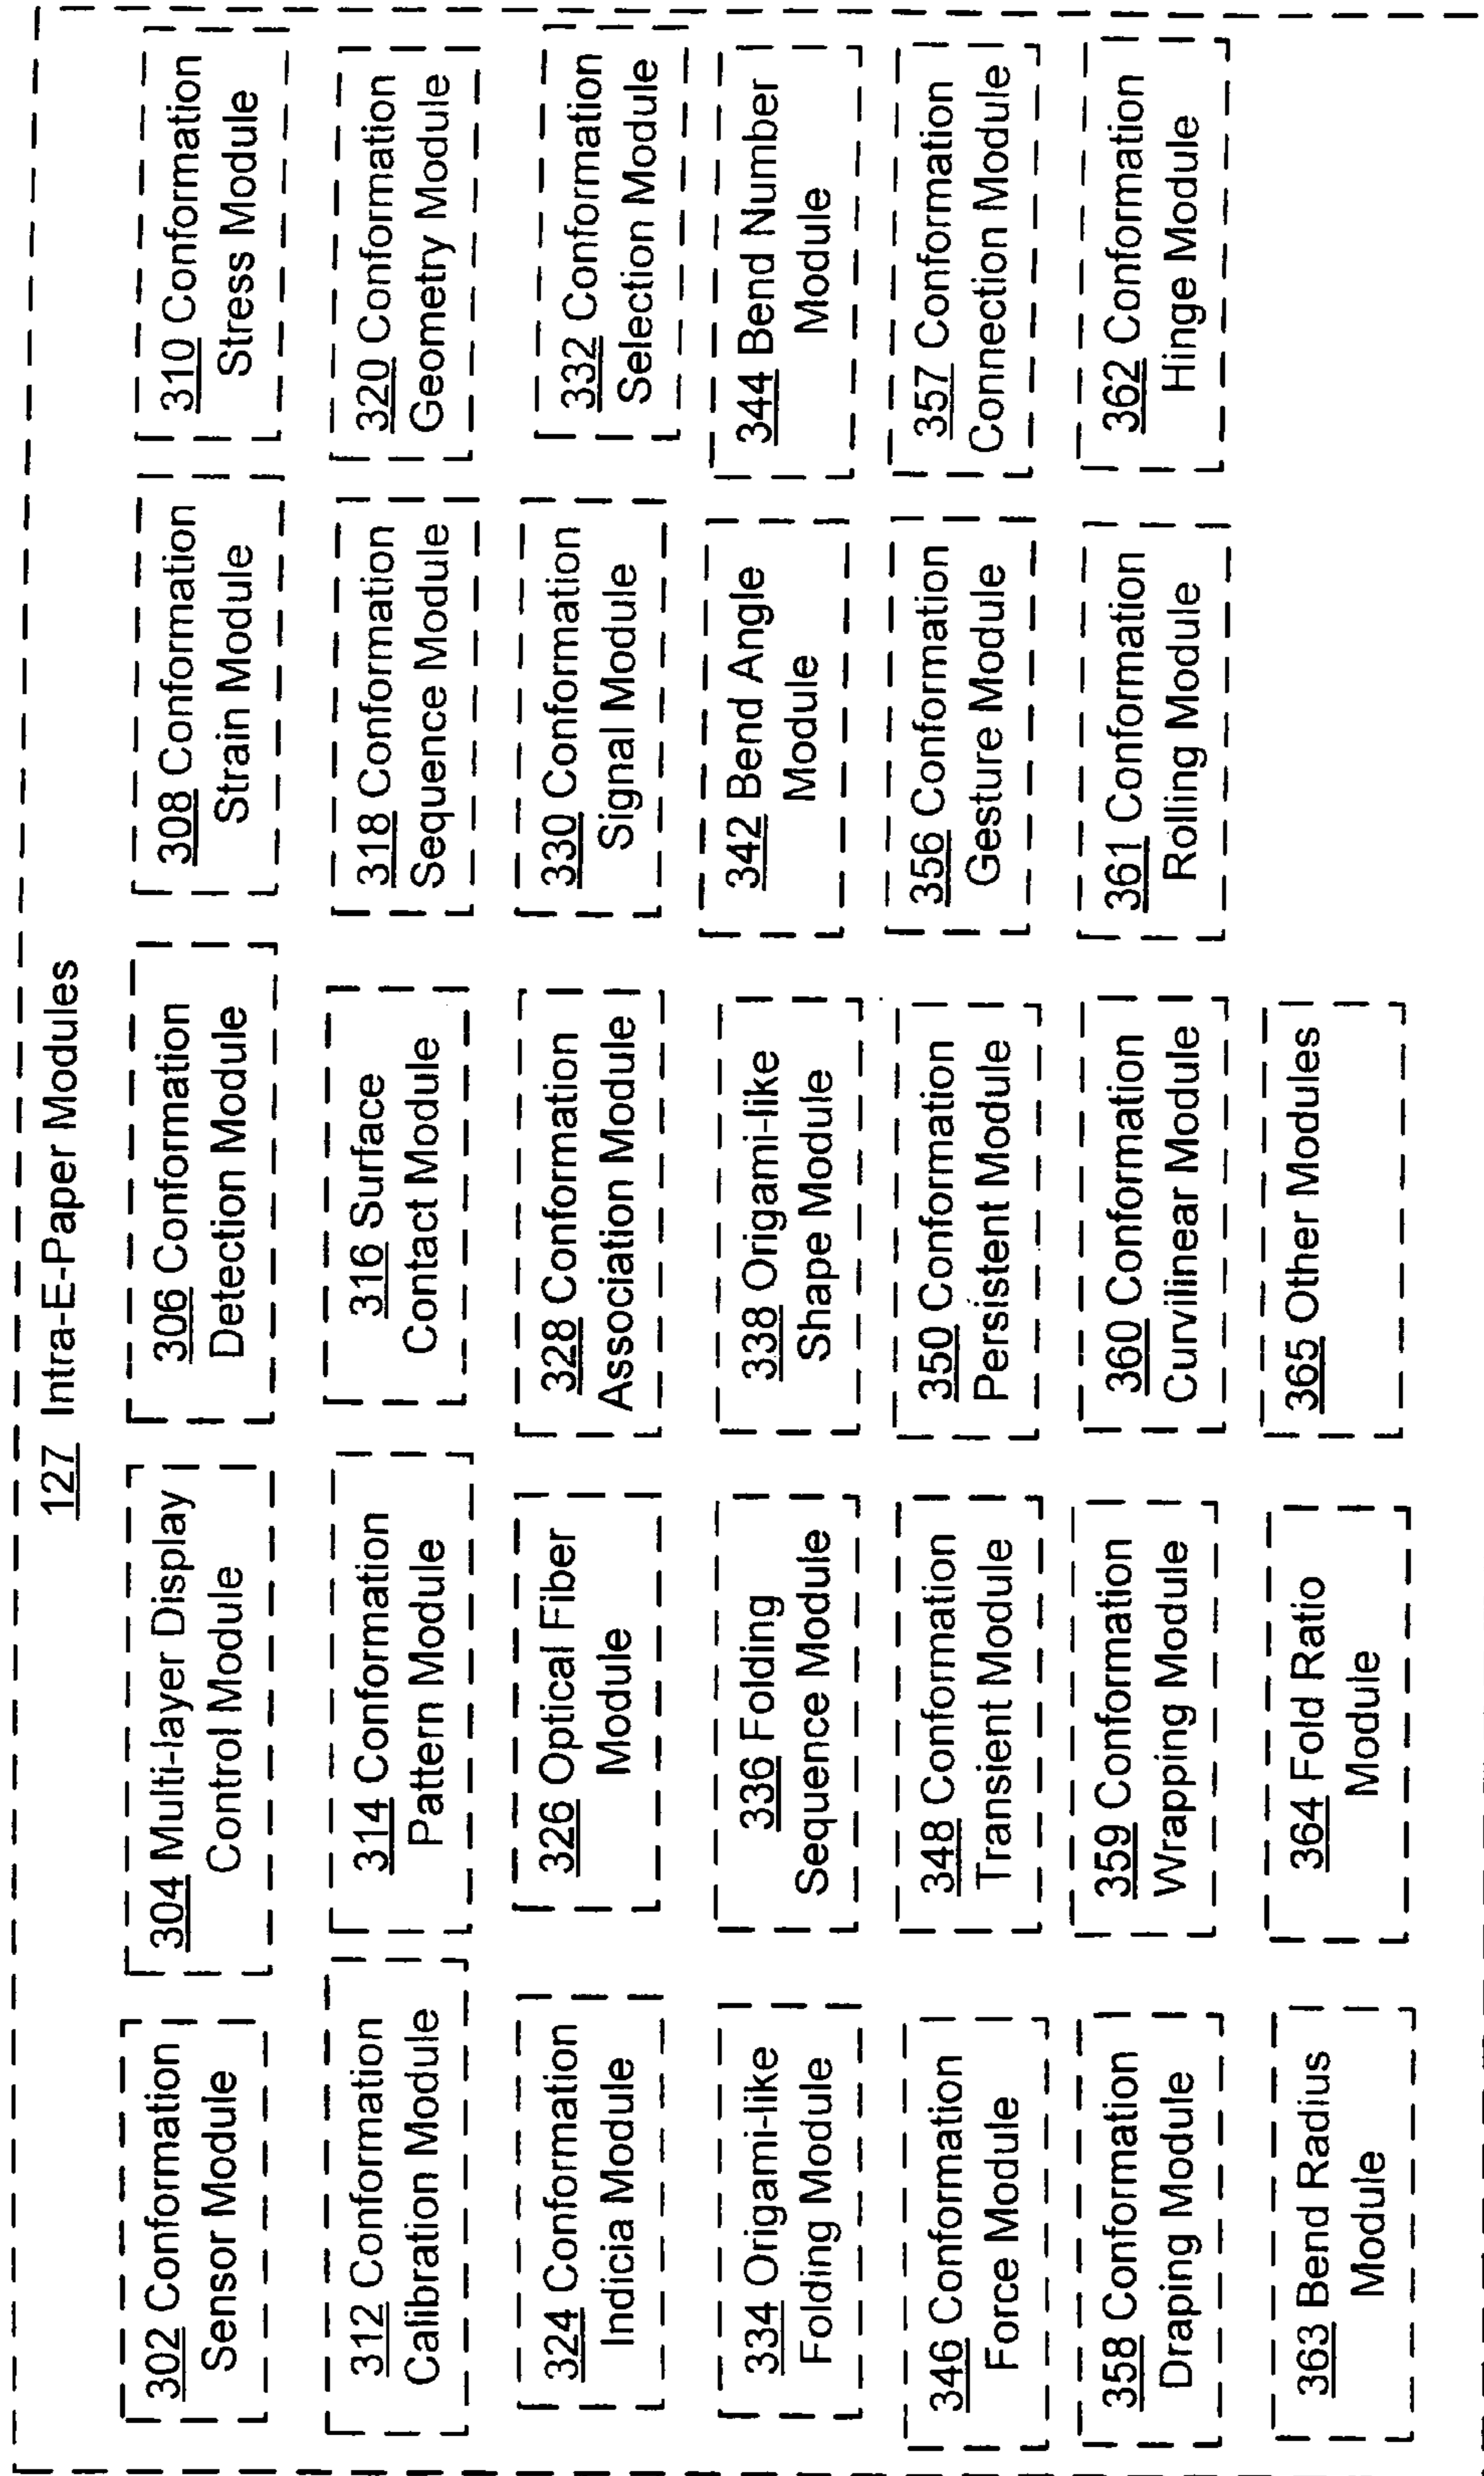 127 Intra-E-Paper Modules
302 Conformation
Sensor Module
304 Multi-layer Display
Control Module
306 Conformation
Detection Module
308 Conformation
Strain Module
310 Conformation
Stress Module
312 Conformation
Calibration Module
314 Conformation
Pattern Module
316 Surface
Contact Module
318 Conformation
Sequence Module
320 Conformation
Geometry Module
324 Conformation
Indicia Module
326 Optical Fiber
Module
328 Conformation
Association Module
330 Conformation
Signal Module
332 Conformation
Selection Module
334 Origami-like
Folding Module
336 Folding
Sequence Module
338 Origami-like
Shape Module
342 Bend Angle
Module
344 Bend Number
Module
346 Conformation
Force Module
348 Conformation
Transient Module
350 Conformation
Persistent Module
356 Conformation
Gesture Module
357 Conformation
Connection Module
358 Conformation
Draping Module
359 Conformation
Wrapping Module
360 Conformation
Curvilinear Module
361 Conformation
Rolling Module
362 Conformation
Hinge Module
363 Bend Radius
Module
364 Fold Ratio
Module
365 Other Modules